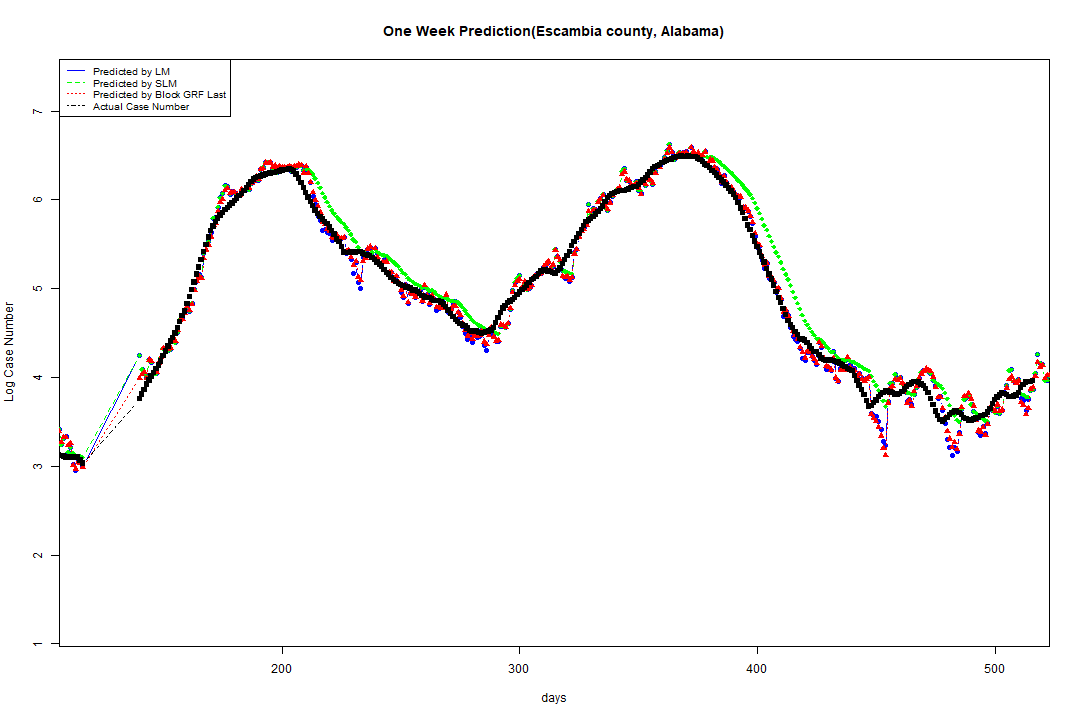 One Week Prediction(Escambia county, Alabama)
Predicted by LM
Predicted by SLM
Predicted by Block GRF Last
Actual Case Number
7
6
5
4
3
2
1
Log Case Number
200 300 400 500
days